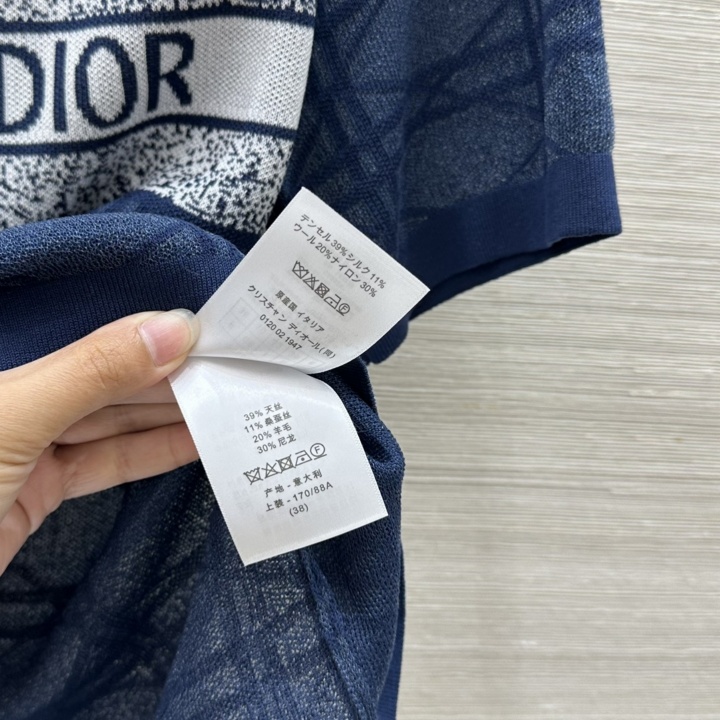 DIOR
テンセル 39%シルク 11%
ウール 20%ナイロン 30%
原産国 イタリア
クリスチャン ディオール(同)
0120 02 1947
39% 天丝
11% 桑蚕丝
20% 羊毛
30% 尼龙
产地 - 意大利
上装 - 170/88A
(38)